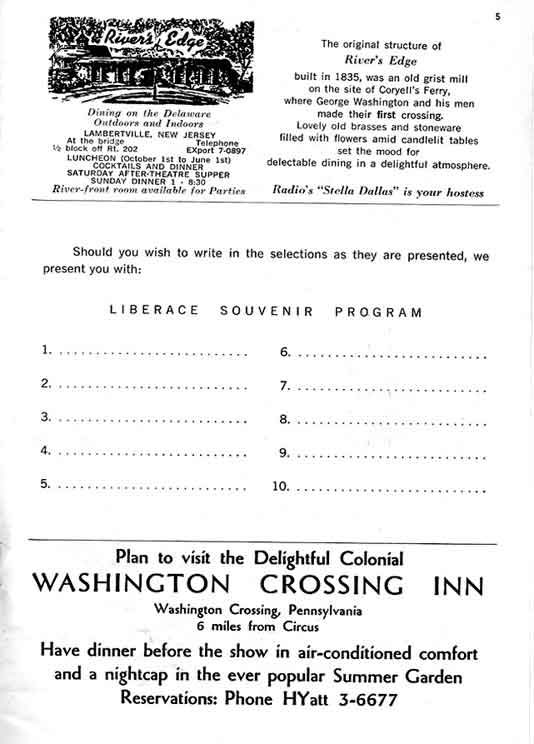 5
River's Edge
Dining on the Delaware
Outdoors and Indoors
LAMBERTVILLE, NEW JERSEY
At the bridge Telephone
½ block off Rt. 202 EXport 7-0897
LUNCHEON (October 1st to June 1st)
COCKTAILS AND DINNER
SATURDAY AFTER-THEATRE SUPPER
SUNDAY DINNER 1 - 8:30
River-front room available for Parties
The original structure of
River's Edge
built in 1835, was an old grist mill
on the site of Coryell's Ferry,
where George Washington and his men
made their first crossing.
Lovely old brasses and stoneware
filled with flowers amid candlelit tables
set the mood for
delectable dining in a delightful atmosphere.
Radio's "Stella Dallas" is your hostess
Should you wish to write in the selections as they are presented, we
present you with:
LIBERACE SOUVENIR PROGRAM
1. ..........................
2. ..........................
3. ..........................
4. ..........................
5. ..........................
6. ..........................
7. ..........................
8. ..........................
9. ..........................
10. ..........................
Plan to visit the Delightful Colonial
WASHINGTON CROSSING INN
Washington Crossing, Pennsylvania
6 miles from Circus
Have dinner before the show in air-conditioned comfort
and a nightcap in the ever popular Summer Garden
Reservations: Phone HYatt 3-6677